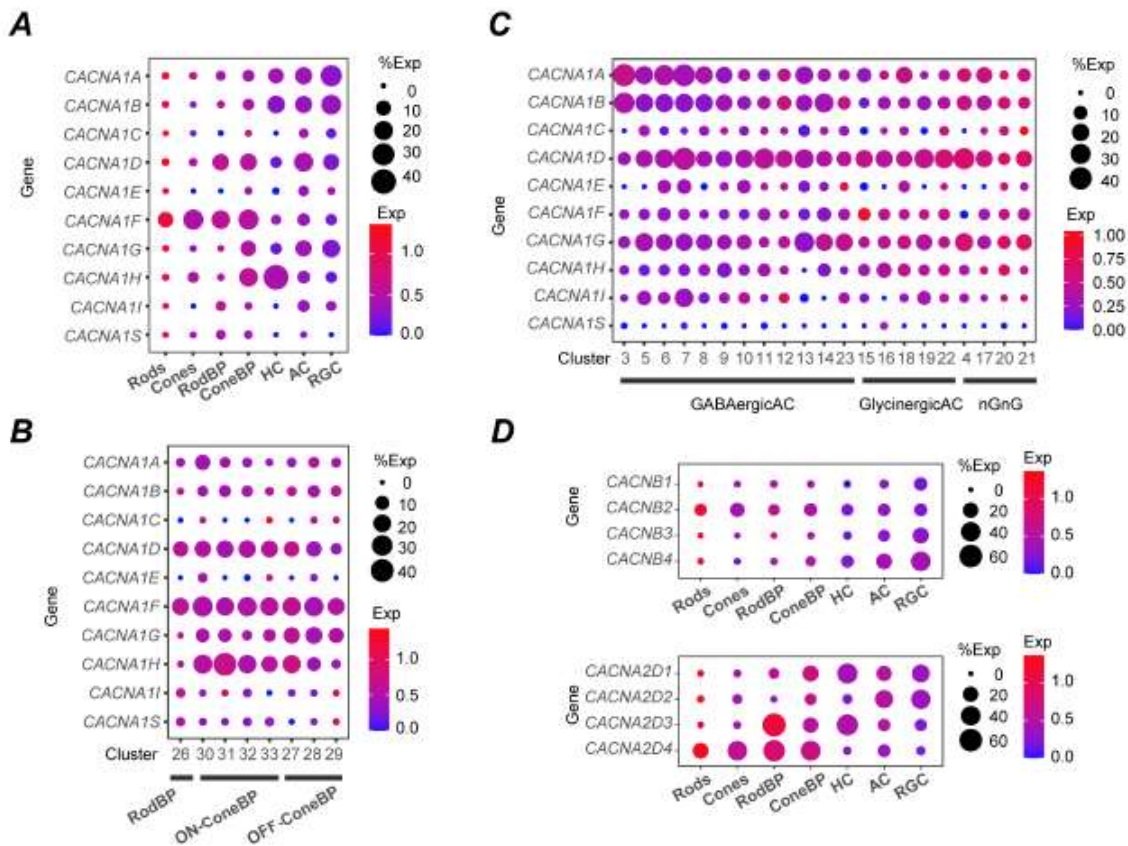 A
Gene
CACNA1A
CACNA1B
CACNA1C
CACNA1D
CACNA1E
CACNA1F
CACNA1G
CACNA1H
CACNA1I
CACNA1S
Rods Cones RodBP ConeBP HC AC RGC
%Exp
0
10
20
30
40
Exp
1.0
0.5
0.0
B
Gene
CACNA1A
CACNA1B
CACNA1C
CACNA1D
CACNA1E
CACNA1F
CACNA1G
CACNA1H
CACNA1I
CACNA1S
Cluster 26 30 31 32 33 27 28 29
RodBP ON-ConeBP OFF-ConeBP
%Exp
0
10
20
30
40
Exp
1.0
0.5
0.0
C
Gene
CACNA1A
CACNA1B
CACNA1C
CACNA1D
CACNA1E
CACNA1F
CACNA1G
CACNA1H
CACNA1I
CACNA1S
Cluster 3 5 6 7 8 9 10 11 12 13 14 23 15 16 18 19 22 4 17 20 21
GABAergicAC GlycinergicAC nGnG
%Exp
0
10
20
30
40
Exp
1.00
0.75
0.50
0.25
0.00
D
Gene
CACNB1
CACNB2
CACNB3
CACNB4
Rods Cones RodBP ConeBP HC AC RGC
%Exp
0
20
40
60
Exp
1.0
0.5
0.0
Gene
CACNA2D1
CACNA2D2
CACNA2D3
CACNA2D4
Rods Cones RodBP ConeBP HC AC RGC
%Exp
0
20
40
60
Exp
1.0
0.5
0.0